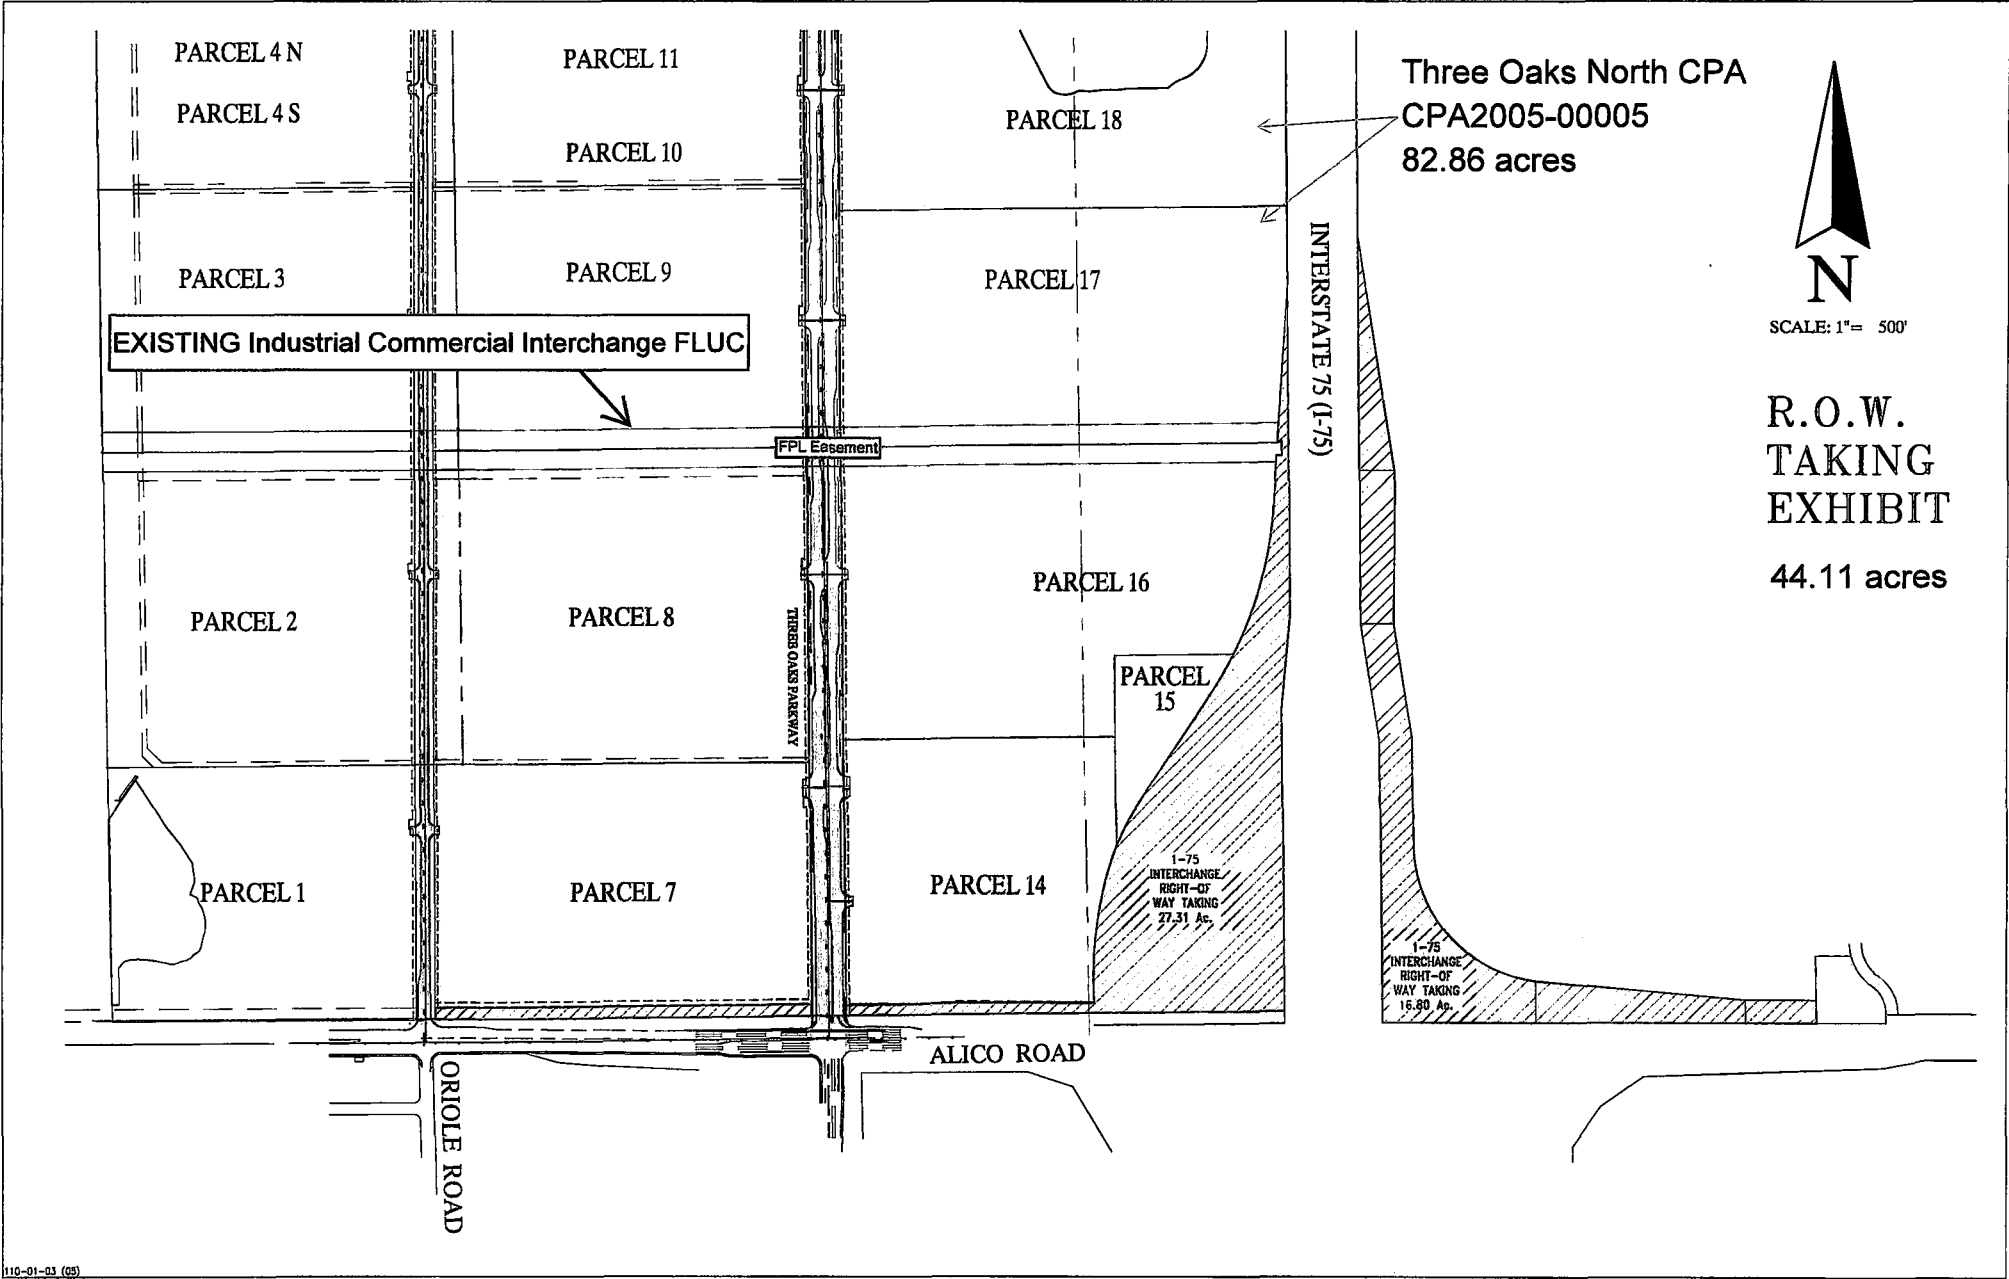 PARCEL 4 N
PARCEL 11
Three Oaks North CPA
CPA2005-00005
82.86 acres
PARCEL 4 S
PARCEL 18
PARCEL 10
N
SCALE: 1"= 500'
PARCEL 3
PARCEL 9
PARCEL 17
INTERSTATE 75 (I-75)
EXISTING Industrial Commercial Interchange FLUC
R.O.W.
TAKING
EXHIBIT
44.11 acres
FPL Easement
PARCEL 2
PARCEL 8
THREE OAKS PARKWAY
PARCEL 16
PARCEL
15
PARCEL 1
PARCEL 7
PARCEL 14
I-75
INTERCHANGE
RIGHT-OF
WAY TAKING
27.31 Ac.
I-75
INTERCHANGE
RIGHT-OF
WAY TAKING
16.80 Ac.
ALICO ROAD
ORIOLE ROAD
110-01-03 (05)